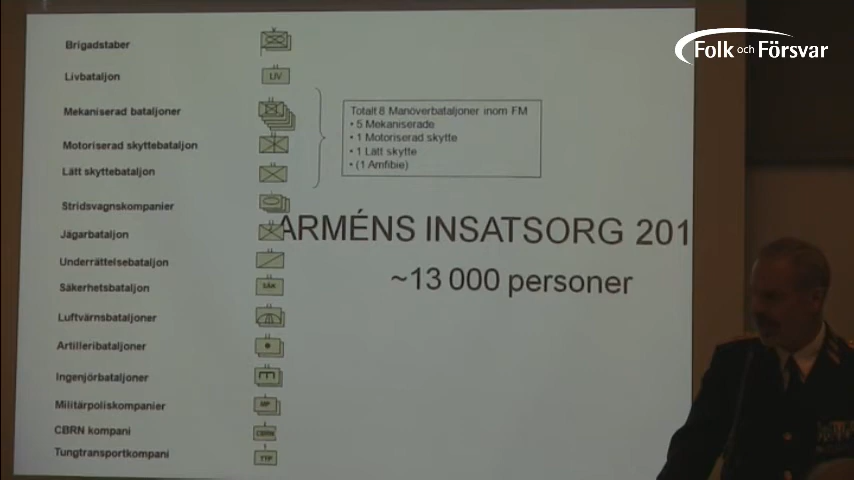 Folk och Försvar
Brigadstaber
Livbataljon
LIV
Mekaniserad bataljoner
Totalt 8 Manöverbataljoner inom FM
• 5 Mekaniserade
• 1 Motoriserad skytte
• 1 Lätt skytte
• (1 Amfibie)
Motoriserad skyttebataljon
Lätt skyttebataljon
Stridsvagnskompanier
Jägarbataljon
ARMÉNS INSATSORG 201
~13 000 personer
Underrättelsebataljon
Säkerhetsbataljon
SÄK
Luftvärnsbataljoner
Artilleribataljoner
Ingenjörbataljoner
Militärpoliskompanier
MP
CBRN kompani
CBRN
Tungtransportkompani
TTP